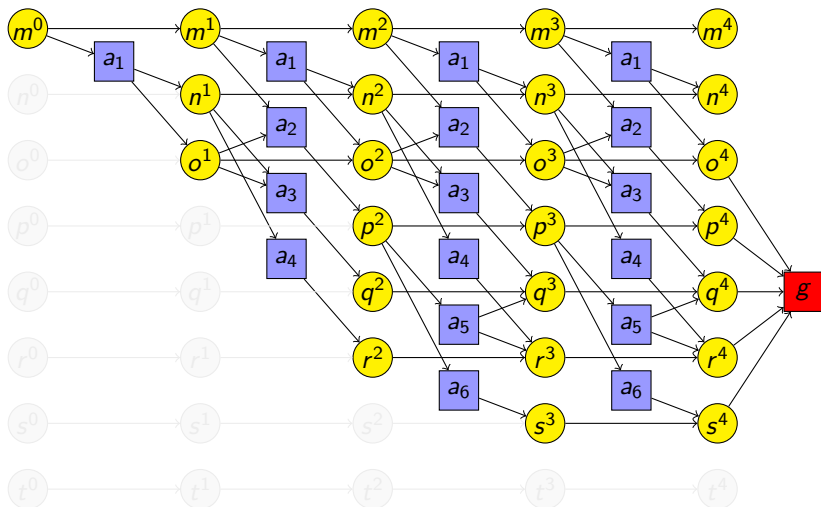 m⁰ m¹ m² m³ m⁴
a₁ a₁ a₁ a₁
n⁰ n¹ n² n³ n⁴
a₂ a₂ a₂
o⁰ o¹ o² o³ o⁴
a₃ a₃ a₃
p⁰ p¹ p² p³ p⁴
a₄ a₄ a₄
q⁰ q¹ q² q³ q⁴ g
a₅ a₅
r⁰ r¹ r² r³ r⁴
a₆ a₆
s⁰ s¹ s² s³ s⁴
t⁰ t¹ t² t³ t⁴